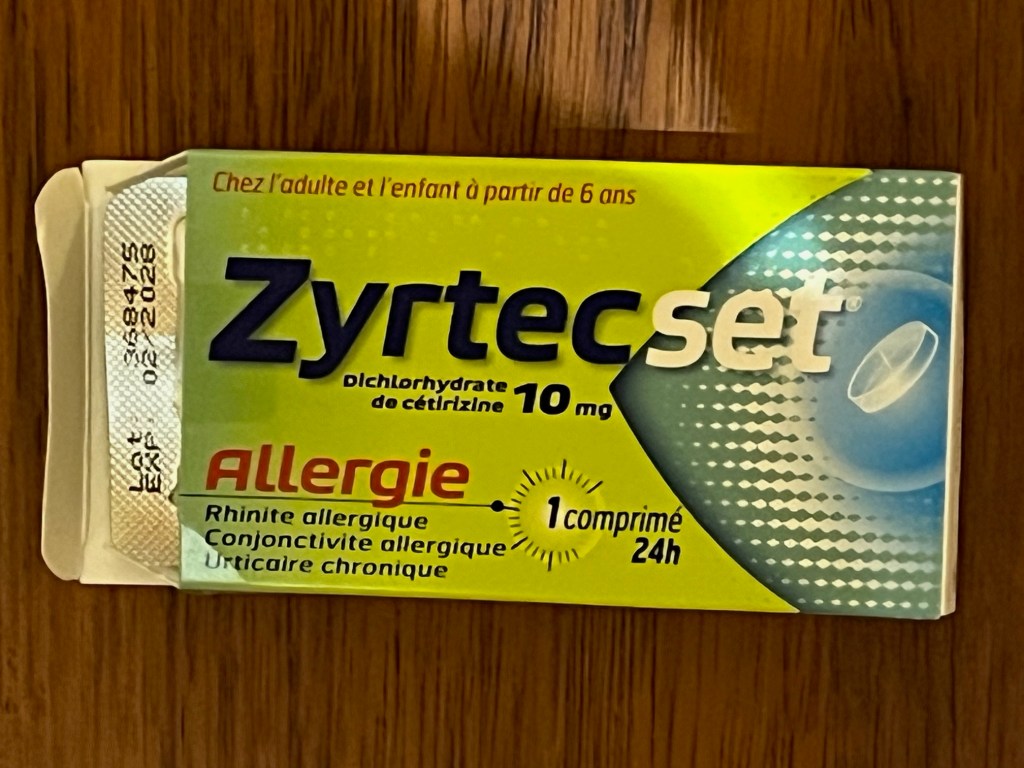 Chez l'adulte et l'enfant à partir de 6 ans
Zyrtecset®
Dichlorhydrate
de cétirizine 10 mg
Allergie
Rhinite allergique
Conjonctivite allergique
Urticaire chronique
1 comprimé
24h
Lot 368475
EXP. 02/2028